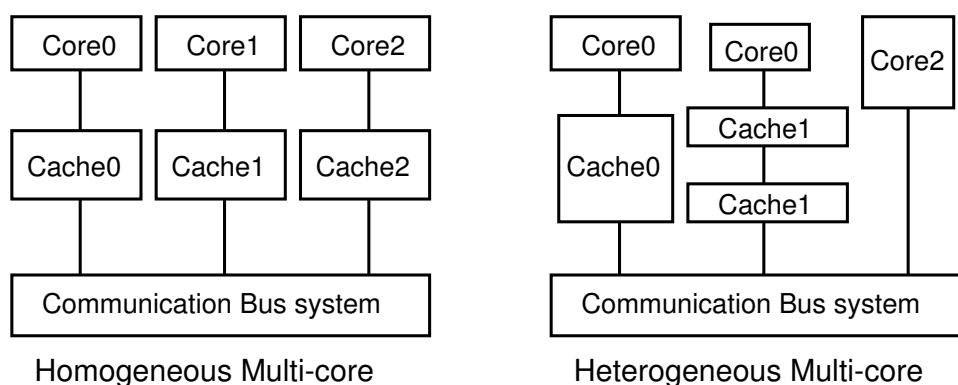 Core0
Core1
Core2
Cache0
Cache1
Cache2
Communication Bus system
Homogeneous Multi-core
Core0
Core0
Core2
Cache0
Cache1
Cache1
Communication Bus system
Heterogeneous Multi-core